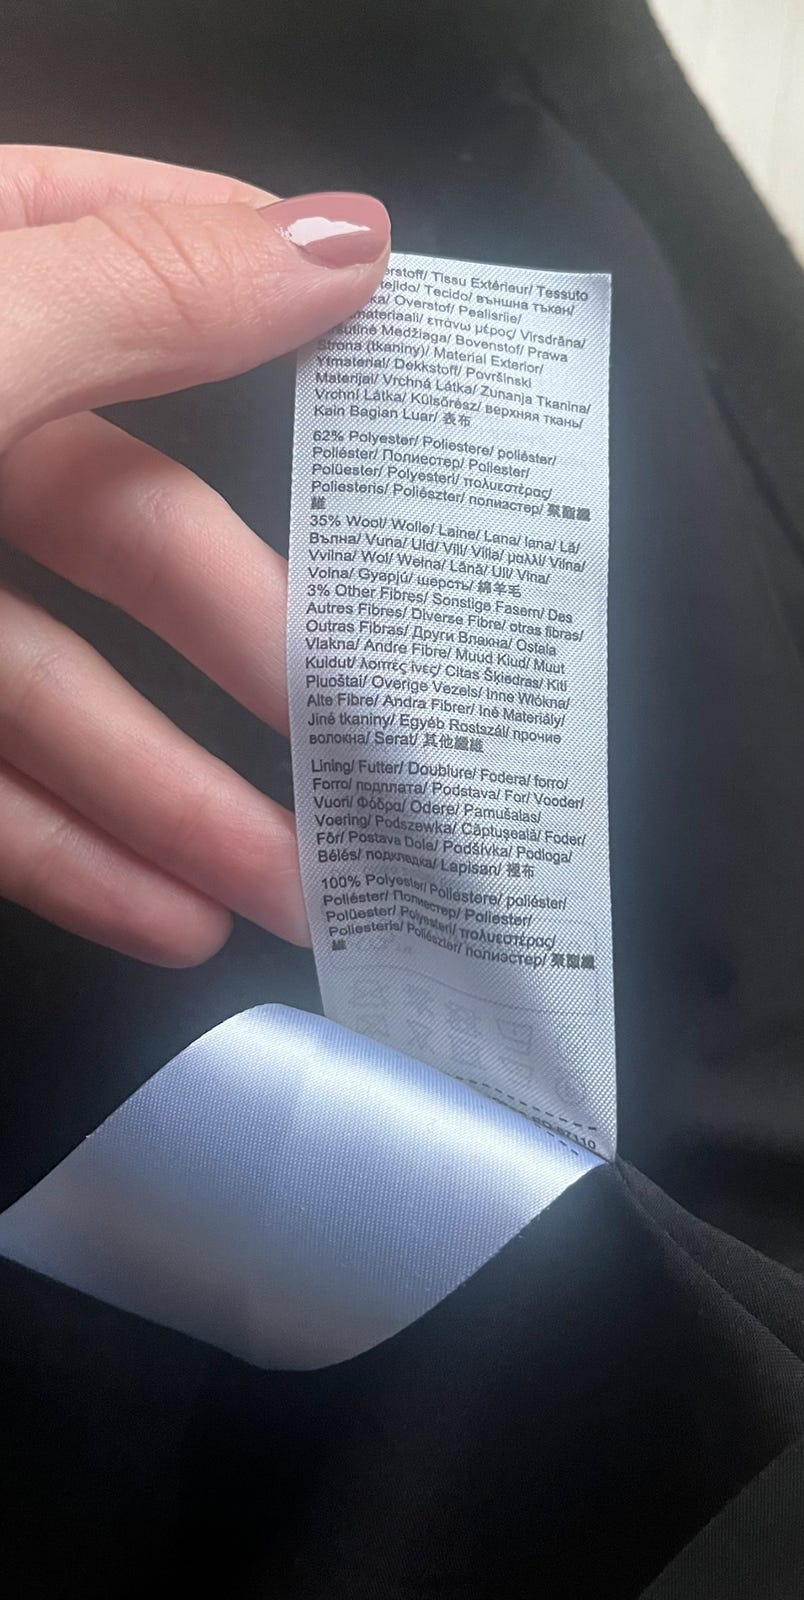 Tissu Extérieur/ Tessuto
Tecido/ външна тъкан/
Overstof/ Pealisriie/
επάνω μέρος/ Virsdrāna/
Medžiaga/ Bovenstof/ Prawa
Strona (tkaniny)/ Material Exterior/
Ytmaterial/ Dekkstoff/ Površinski
Materijal/ Vrchná Látka/ Zunanja Tkanina/
Vrchní Látka/ Külsőrész/ верхняя ткань/
Kain Bagian Luar/ 表布
62% Polyester/ Poliestere/ poliéster/
Poliéster/ Полиестер/ Poliester/
Polüester/ Polyesteri/ πολυεστέρας/
Poliesteris/ Poliészter/ полиэстер/ 聚酯纖
維
35% Wool/ Wolle/ Laine/ Lana/ lana/ Lã/
Вълна/ Vuna/ Uld/ Vill/ Villa/ μαλλί/ Vilna/
Vvilna/ Wol/ Wełna/ Lână/ Ull/ Vlna/
Volna/ Gyapjú/ шерсть/ 綿羊毛
3% Other Fibres/ Sonstige Fasern/ Des
Autres Fibres/ Diverse Fibre/ otras fibras/
Outras Fibras/ Други Влакна/ Ostala
Vlakna/ Andre Fibre/ Muud Kiud/ Muut
Kuidut/ λοιπές ίνες/ Citas Šķiedras/ Kiti
Pluoštai/ Overige Vezels/ Inne Włókna/
Alte Fibre/ Andra Fibrer/ Iné Materiály/
Jiné tkaniny/ Egyéb Rostszál/ прочие
волокна/ Serat/ 其他纖維
Lining/ Futter/ Doublure/ Fodera/ forro/
Forro/ подплата/ Podstava/ For/ Vooder/
Vuori/ Φόδρα/ Odere/ Pamušalas/
Voering/ Podszewka/ Căptușeală/ Foder/
Fôr/ Postava Dole/ Podšívka/ Podloga/
Bélés/ подкладка/ Lapisan/ 裡布
100% Polyester/ Poliestere/ poliéster/
Poliéster/ Полиестер/ Poliester/
Polüester/ Polyesteri/ πολυεστέρας/
Poliesteris/ Poliészter/ полиэстер/ 聚酯纖
維